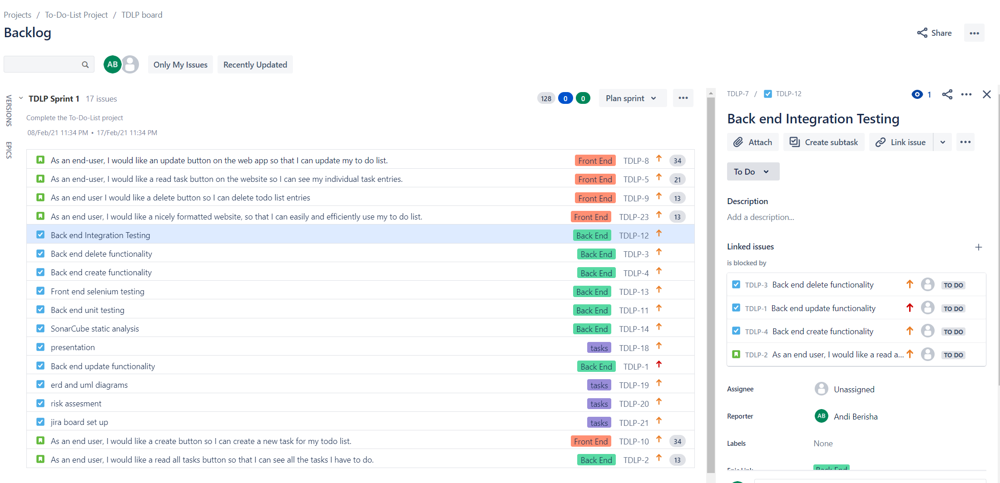 Projects / To-Do-List Project / TDLP board
Backlog
Share
AB
Only My Issues
Recently Updated
VERSIONS
EPICS
TDLP Sprint 1 17 issues
128 0 0
Plan sprint
Complete the To-Do-List project
08/Feb/21 11:34 PM • 17/Feb/21 11:34 PM
As an end-user, I would like an update button on the web app so that I can update my to do list. Front End TDLP-8 34
As an end-user, I would like a read task button on the website so I can see my individual task entries. Front End TDLP-5 21
As an end user I would like a delete button so I can delete todo list entries Front End TDLP-9 13
As an end user, I would like a nicely formatted website, so that I can easily and efficiently use my to do list. Front End TDLP-23 13
Back end Integration Testing Back End TDLP-12
Back end delete functionality Back End TDLP-3
Back end create functionality Back End TDLP-4
Front end selenium testing Back End TDLP-13
Back end unit testing Back End TDLP-11
SonarCube static analysis Back End TDLP-14
presentation tasks TDLP-18
Back end update functionality Back End TDLP-1
erd and uml diagrams tasks TDLP-19
risk assesment tasks TDLP-20
jira board set up tasks TDLP-21
As an end user, I would like a create button so I can create a new task for my todo list. Front End TDLP-10 34
As an end user, I would like a read all tasks button so that I can see all the tasks I have to do. Back End TDLP-2 13
TDLP-7 / TDLP-12
1
Back end Integration Testing
Attach
Create subtask
Link issue
To Do
Description
Add a description...
Linked issues
is blocked by
TDLP-3 Back end delete functionality TO DO
TDLP-1 Back end update functionality TO DO
TDLP-4 Back end create functionality TO DO
TDLP-2 As an end user, I would like a read a... TO DO
Assignee Unassigned
Reporter AB Andi Berisha
Labels None
Epic Link Back End